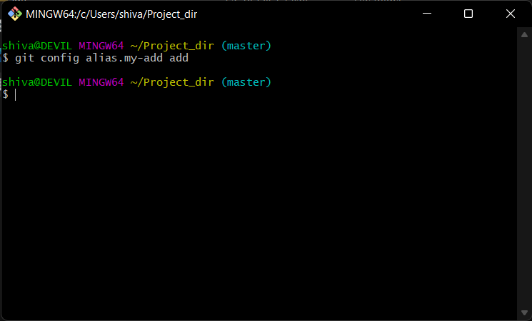 MINGW64:/c/Users/shiva/Project_dir
shiva@DEVIL MINGW64 ~/Project_dir (master)
$ git config alias.my-add add
shiva@DEVIL MINGW64 ~/Project_dir (master)
$